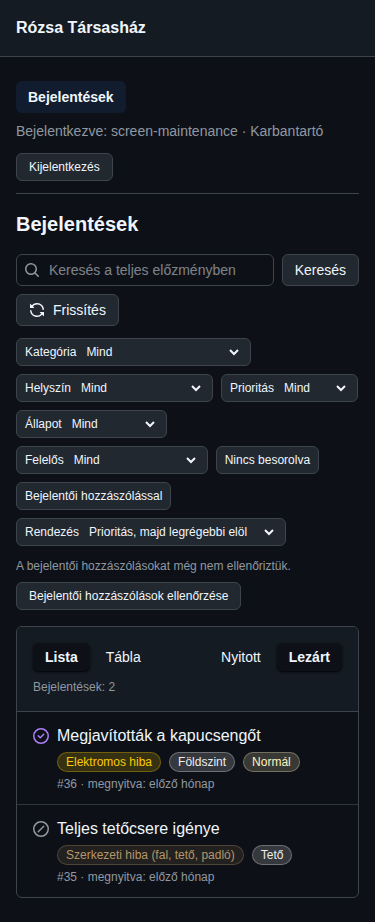 Rózsa Társasház
Bejelentések
Bejelentkezve: screen-maintenance · Karbantartó
Kijelentkezés
Bejelentések
Keresés a teljes előzményben
Keresés
Frissítés
Kategória Mind
Helyszín Mind
Prioritás Mind
Állapot Mind
Felelős Mind
Nincs besorolva
Bejelentői hozzászólással
Rendezés Prioritás, majd legrégebbi elöl
A bejelentői hozzászólásokat még nem ellenőriztük.
Bejelentői hozzászólások ellenőrzése
Lista
Tábla
Nyitott
Lezárt
Bejelentések: 2
Megjavították a kapucsengőt
Elektromos hiba
Földszint
Normál
#36 · megnyitva: előző hónap
Teljes tetőcsere igénye
Szerkezeti hiba (fal, tető, padló)
Tető
#35 · megnyitva: előző hónap